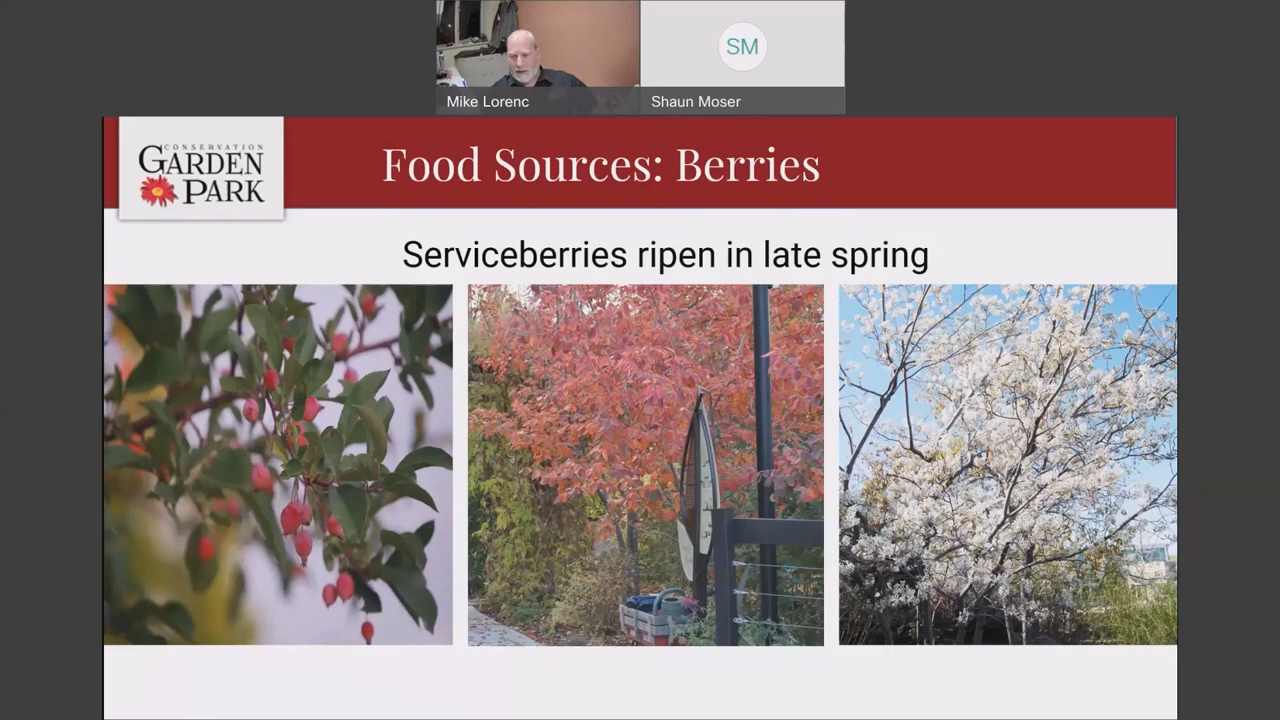 SM
Mike Lorenc
Shaun Moser
CONSERVATION
GARDEN
PARK
Food Sources: Berries
Serviceberries ripen in late spring